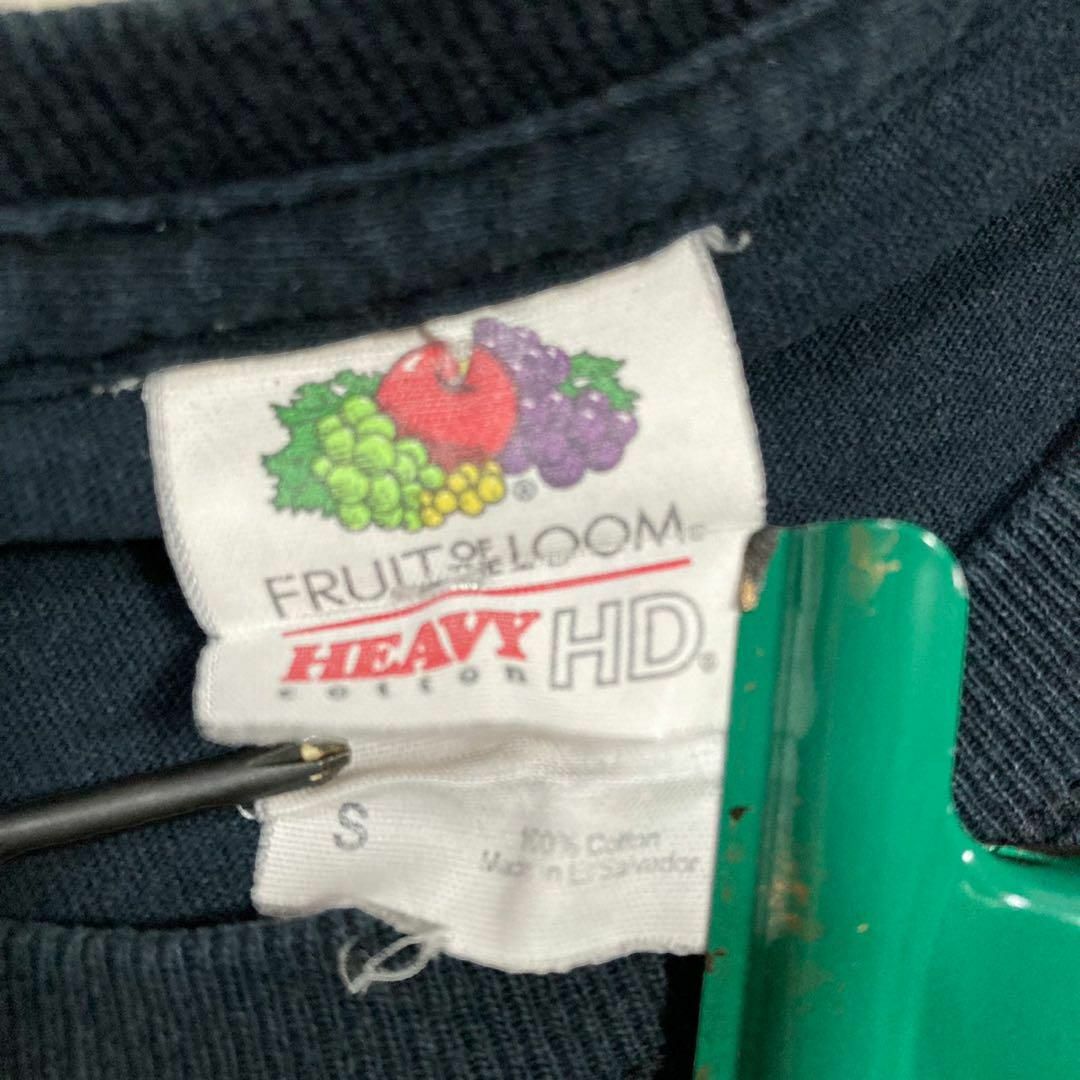 FRUIT OF THE LOOM®
HEAVY cotton HD®
S
100% Cotton
Made in El Salvador